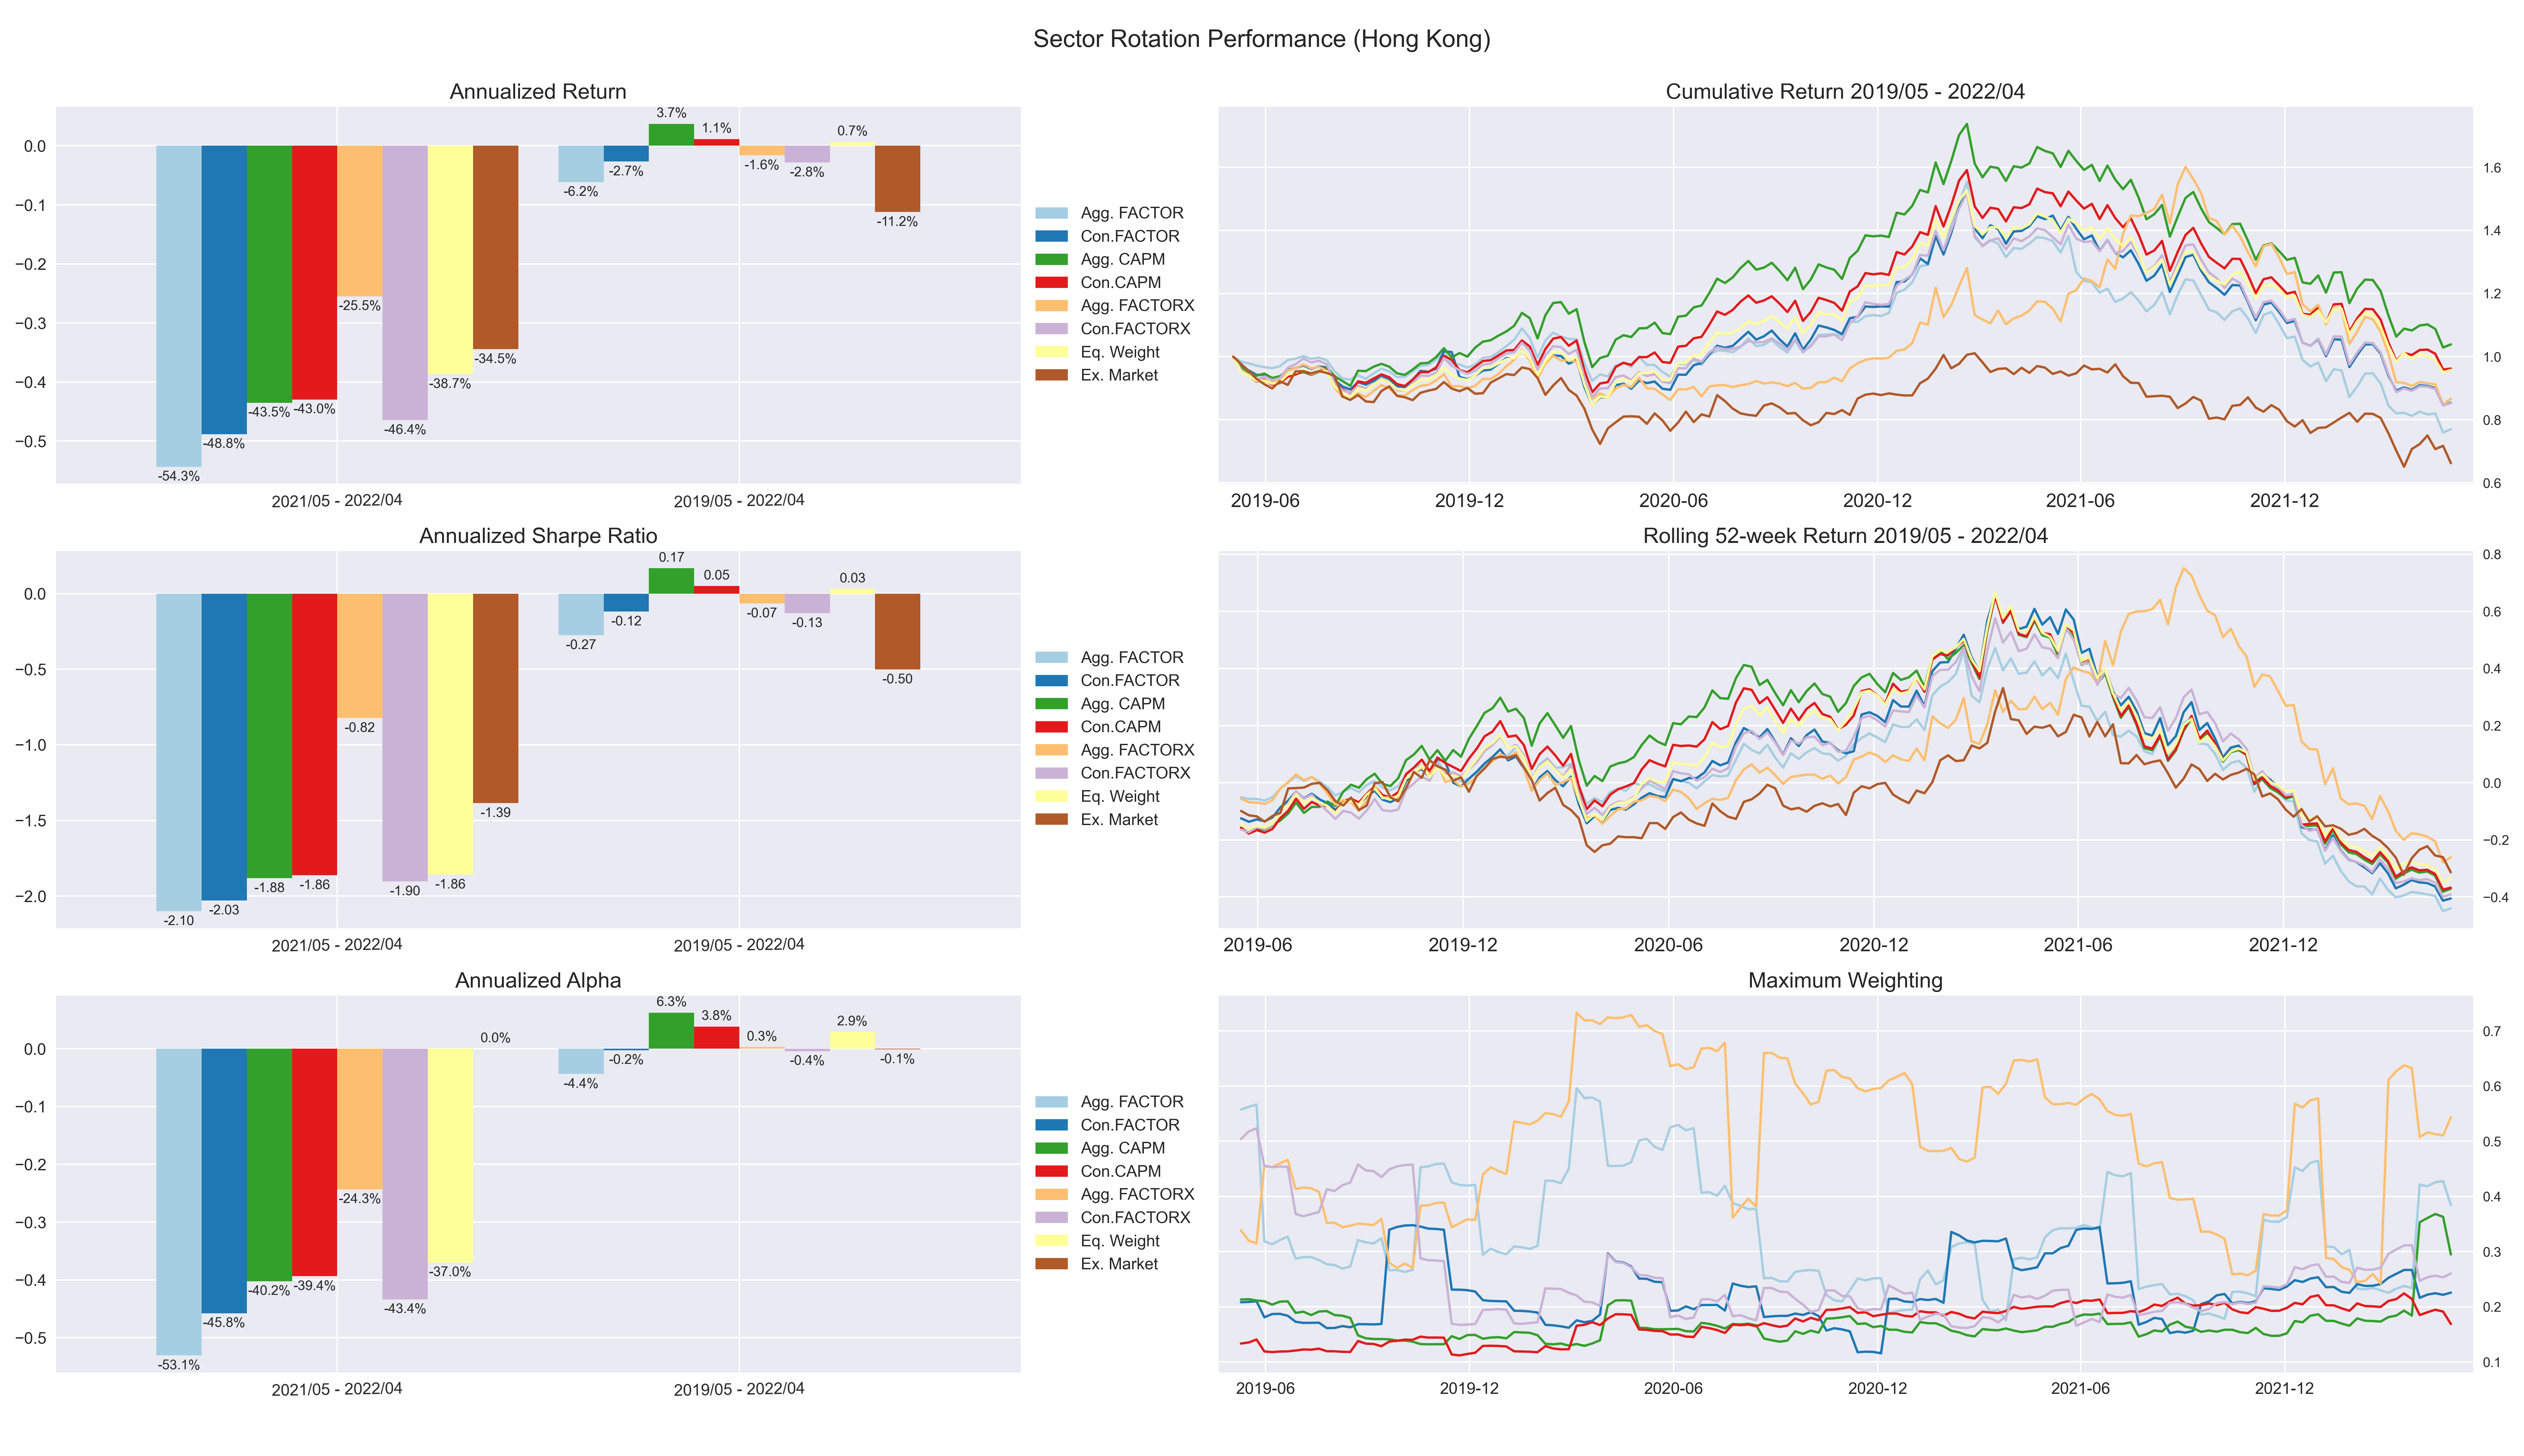 Sector Rotation Performance (Hong Kong)
Annualized Return
0.0
−0.1
−0.2
−0.3
−0.4
−0.5
-54.3%
-48.8%
-43.5%
-43.0%
-25.5%
-46.4%
-38.7%
-34.5%
-6.2%
-2.7%
3.7%
1.1%
-1.6%
-2.8%
0.7%
-11.2%
2021/05 - 2022/04
2019/05 - 2022/04
Agg. FACTOR
Con.FACTOR
Agg. CAPM
Con.CAPM
Agg. FACTORX
Con.FACTORX
Eq. Weight
Ex. Market
Cumulative Return 2019/05 - 2022/04
1.6
1.4
1.2
1.0
0.8
0.6
2019-06
2019-12
2020-06
2020-12
2021-06
2021-12
Annualized Sharpe Ratio
0.0
−0.5
−1.0
−1.5
−2.0
-2.10
-2.03
-1.88
-1.86
-0.82
-1.90
-1.86
-1.39
-0.27
-0.12
0.17
0.05
-0.07
-0.13
0.03
-0.50
2021/05 - 2022/04
2019/05 - 2022/04
Agg. FACTOR
Con.FACTOR
Agg. CAPM
Con.CAPM
Agg. FACTORX
Con.FACTORX
Eq. Weight
Ex. Market
Rolling 52-week Return 2019/05 - 2022/04
0.8
0.6
0.4
0.2
0.0
−0.2
−0.4
2019-06
2019-12
2020-06
2020-12
2021-06
2021-12
Annualized Alpha
0.0
−0.1
−0.2
−0.3
−0.4
−0.5
-53.1%
-45.8%
-40.2%
-39.4%
-24.3%
-43.4%
-37.0%
0.0%
-4.4%
-0.2%
6.3%
3.8%
0.3%
-0.4%
2.9%
-0.1%
2021/05 - 2022/04
2019/05 - 2022/04
Agg. FACTOR
Con.FACTOR
Agg. CAPM
Con.CAPM
Agg. FACTORX
Con.FACTORX
Eq. Weight
Ex. Market
Maximum Weighting
0.7
0.6
0.5
0.4
0.3
0.2
0.1
2019-06
2019-12
2020-06
2020-12
2021-06
2021-12